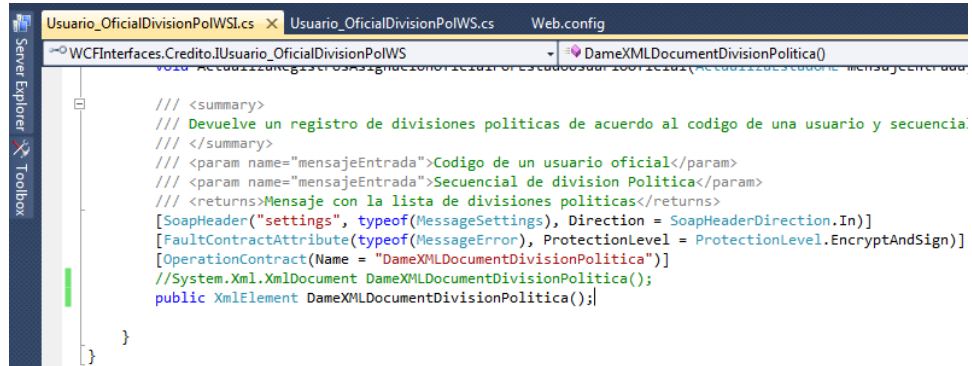 Usuario_OficialDivisionPolWSI.cs × Usuario_OficialDivisionPolWS.cs Web.config
WCFInterfaces.Credito.IUsuario_OficialDivisionPolWS DameXMLDocumentDivisionPolitica()
Server Explorer
Toolbox
void ActualizaRegistrosAsignacionOficialPorEstadoUsuarioOficial(ActualizaEstadoME mensajeEntrada
/// <summary>
/// Devuelve un registro de divisiones politicas de acuerdo al codigo de una usuario y secuencial
/// </summary>
/// <param name="mensajeEntrada">Codigo de un usuario oficial</param>
/// <param name="mensajeEntrada">Secuencial de division Politica</param>
/// <returns>Mensaje con la lista de divisiones politicas</returns>
[SoapHeader("settings", typeof(MessageSettings), Direction = SoapHeaderDirection.In)]
[FaultContractAttribute(typeof(MessageError), ProtectionLevel = ProtectionLevel.EncryptAndSign)]
[OperationContract(Name = "DameXMLDocumentDivisionPolitica")]
//System.Xml.XmlDocument DameXMLDocumentDivisionPolitica();
public XmlElement DameXMLDocumentDivisionPolitica();
}
}